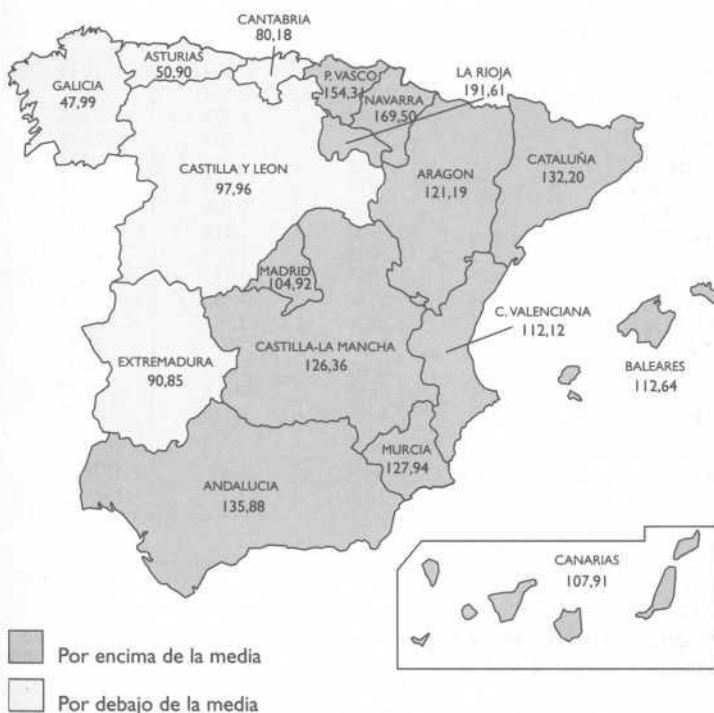 CANTABRIA
80,18
ASTURIAS
50,90
GALICIA
47,99
P. VASCO
154,31
NAVARRA
169,50
LA RIOJA
191,61
CASTILLA Y LEON
97,96
ARAGON
121,19
CATALUÑA
132,20
MADRID
104,92
C. VALENCIANA
112,12
CASTILLA-LA MANCHA
126,36
EXTREMADURA
90,85
BALEARES
112,64
MURCIA
127,94
ANDALUCIA
135,88
CANARIAS
107,91
Por encima de la media
Por debajo de la media